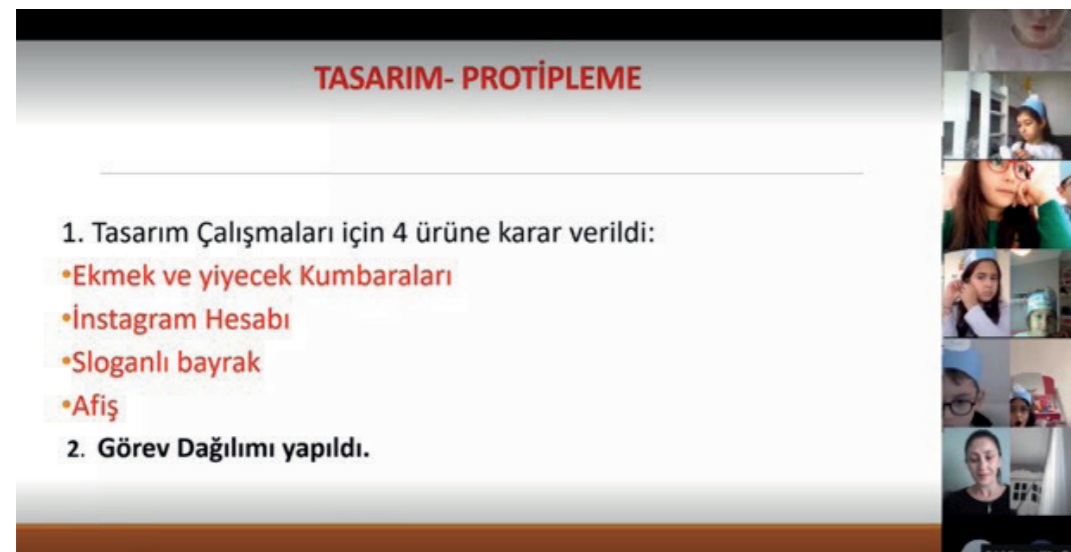 TASARIM- PROTİPLEME
1. Tasarım Çalışmaları için 4 ürüne karar verildi:
•Ekmek ve yiyecek Kumbaraları
•İnstagram Hesabı
•Sloganlı bayrak
•Afiş
2. Görev Dağılımı yapıldı.